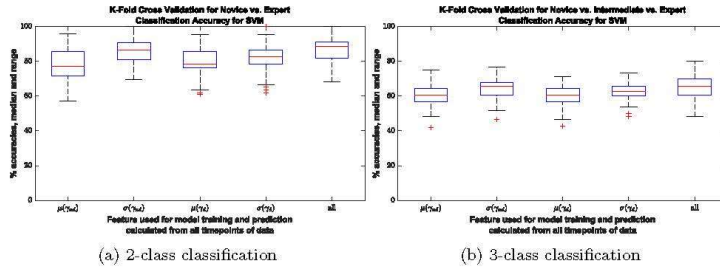 K-Fold Cross Validation for Novice vs. Expert
Classification Accuracy for SVM
% accuracies, median and range
100
80
60
40
20
0
μ(γtot)
σ(γtot)
μ(γt)
σ(γt)
all
Feature used for model training and prediction
calculated from all timepoints of data
(a) 2-class classification
K-Fold Cross Validation for Novice vs. Intermediate vs. Expert
Classification Accuracy for SVM
% accuracies, median and range
100
80
60
40
20
0
all
Feature used for model training and prediction
calculated from all timepoints of data
(b) 3-class classification